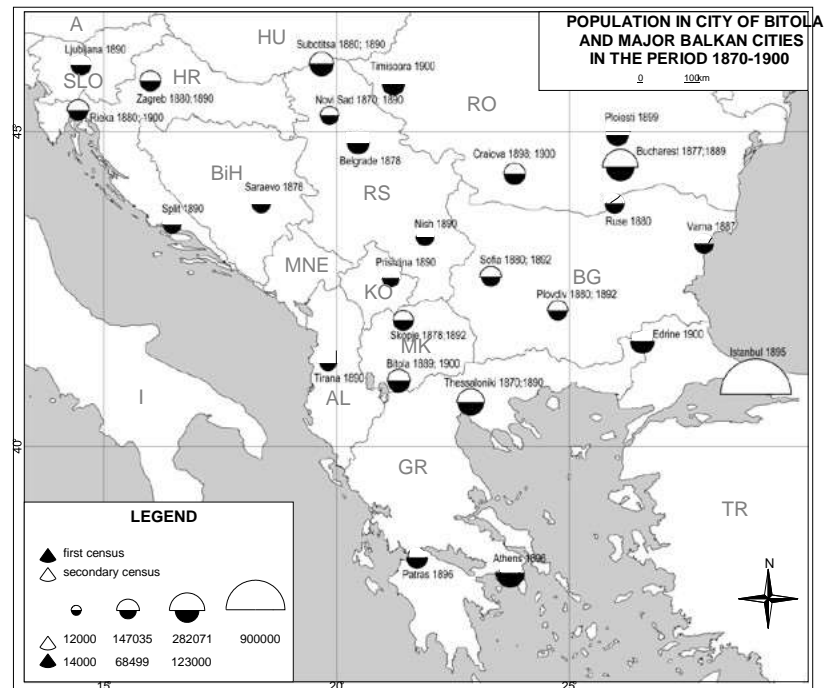 POPULATION IN CITY OF BITOLA
AND MAJOR BALKAN CITIES
IN THE PERIOD 1870-1900
0 100km
A
HU
Ljubljana 1890
SLO
HR
Zagreb 1880;1890
Rieka 1880; 1900
Subotitsa 1880; 1890
Timisoara 1900
Novi Sad 1870; 1890
RO
Ploiesti 1899
Bucharest 1877;1889
Craiova 1898; 1900
45°
Belgrade 1878
BiH
Saraevo 1878
RS
Split 1890
Ruse 1880
Varna 1887
Nish 1890
MNE
Prishtina 1890
KO
Sofia 1880; 1892
BG
Plovdiv 1880; 1892
Skopje 1878;1892
MK
Edrine 1900
Istanbul 1895
Bitola 1889; 1900
Tirana 1890
AL
Thessaloniki 1870;1890
I
40°
GR
TR
Athens 1896
Patras 1896
LEGEND
first census
secondary census
12000 147035 282071 900000
14000 68499 123000
N
15° 20° 25°